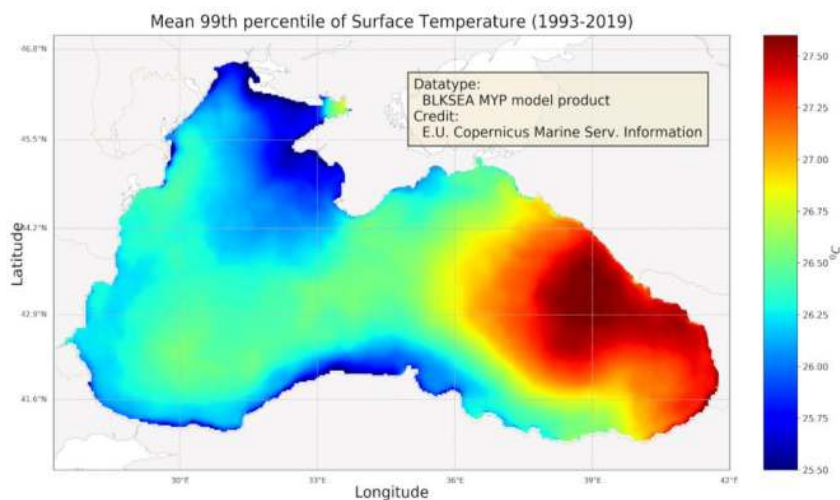 Mean 99th percentile of Surface Temperature (1993-2019)
Datatype:
BLKSEA MYP model product
Credit:
E.U. Copernicus Marine Serv. Information
46.8°N
45.5°N
44.2°N
42.9°N
41.6°N
Latitude
30°E
33°E
36°E
39°E
42°E
Longitude
27.50
27.25
27.00
26.75
26.50
26.25
26.00
25.75
25.50
°C